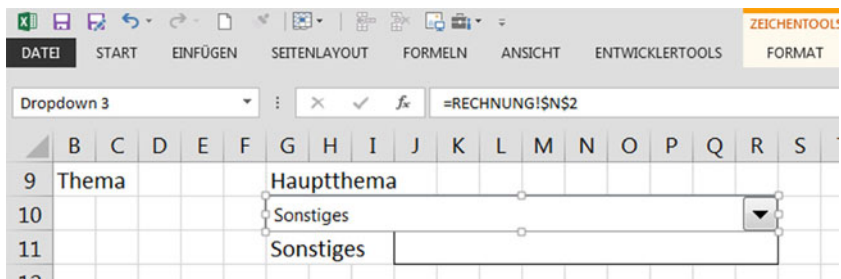 ZEICHENTOOLS
DATEI START EINFÜGEN SEITENLAYOUT FORMELN ANSICHT ENTWICKLERTOOLS FORMAT
Dropdown 3 fx =RECHNUNG!$N$2
B C D E F G H I J K L M N O P Q R S
9 Thema Hauptthema
10 Sonstiges
11 Sonstiges